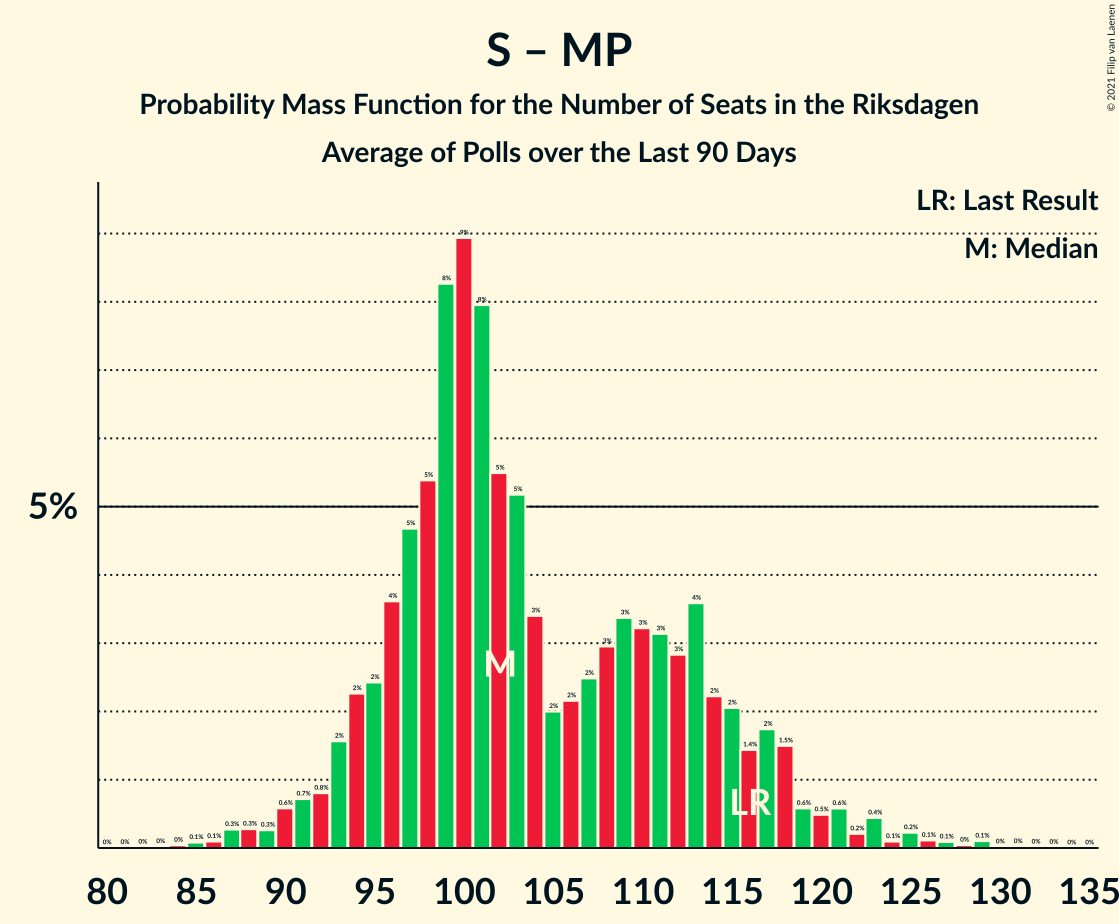 S – MP
Probability Mass Function for the Number of Seats in the Riksdagen
Average of Polls over the Last 90 Days
© 2021 Filip van Laenen
LR: Last Result
M: Median
5%
0% 0% 0% 0% 0% 0.1% 0.1% 0.3% 0.3% 0.3% 0.6% 0.7% 0.8% 2% 2% 2% 4% 5% 5% 8% 9% 8% 5% 5% 3% 2% 2% 2% 3% 3% 3% 3% 3% 4% 2% 2% 1.4% 2% 1.5% 0.6% 0.5% 0.6% 0.2% 0.4% 0.1% 0.2% 0.1% 0.1% 0% 0.1% 0% 0% 0% 0% 0% 0%
M
LR
80 85 90 95 100 105 110 115 120 125 130 135